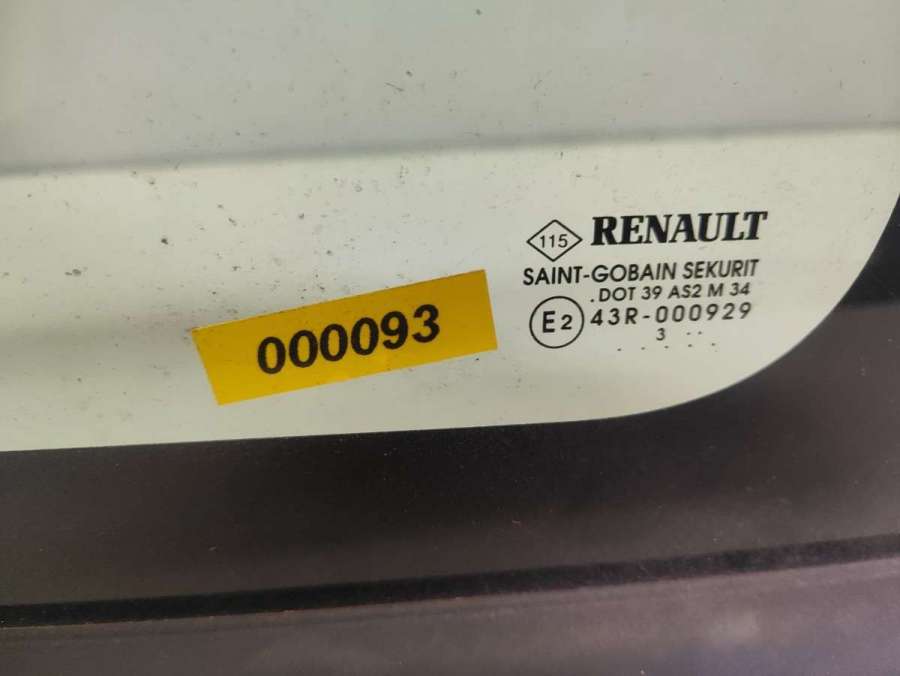 115 RENAULT
SAINT-GOBAIN SEKURIT
.DOT 39 AS2 M 34
E2 43R-000929
3 ..
. . . . .
000093